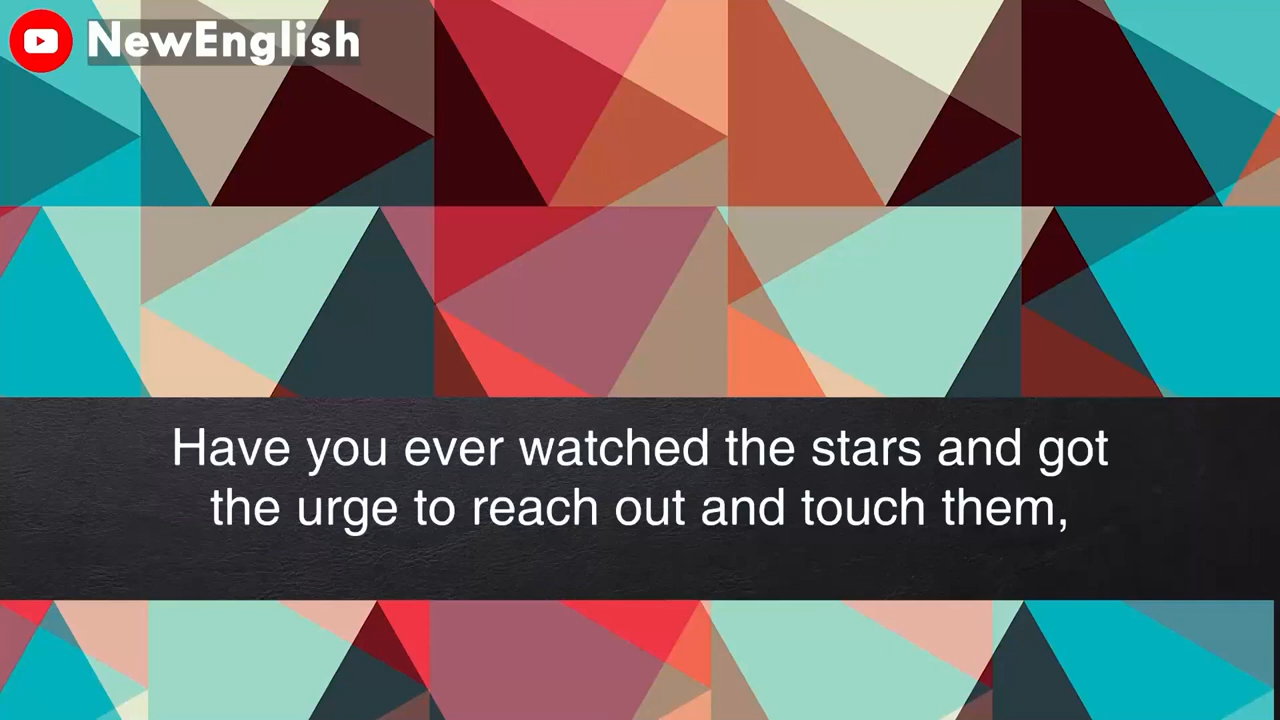 NewEnglish
Have you ever watched the stars and got
the urge to reach out and touch them,